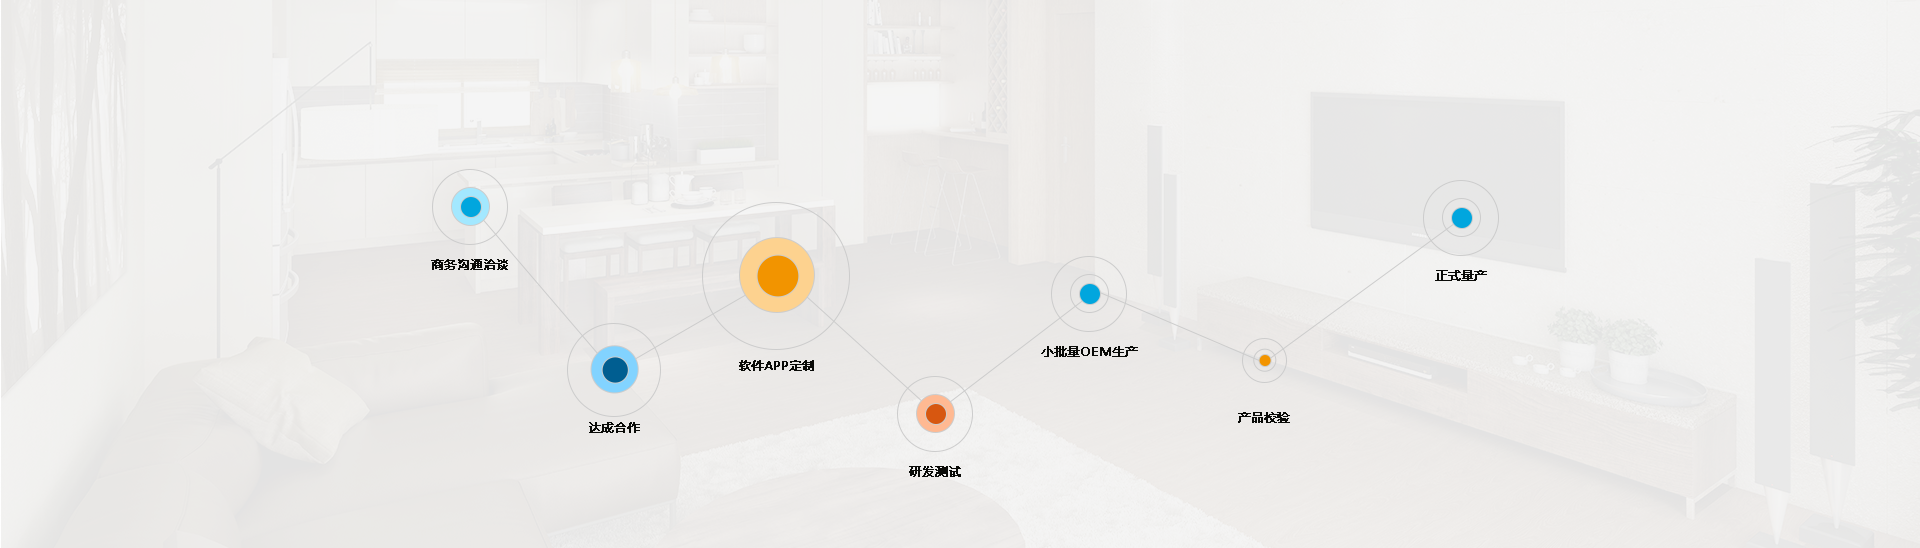 商务沟通洽谈
达成合作
软件APP定制
研发测试
小批量OEM生产
产品校验
正式量产